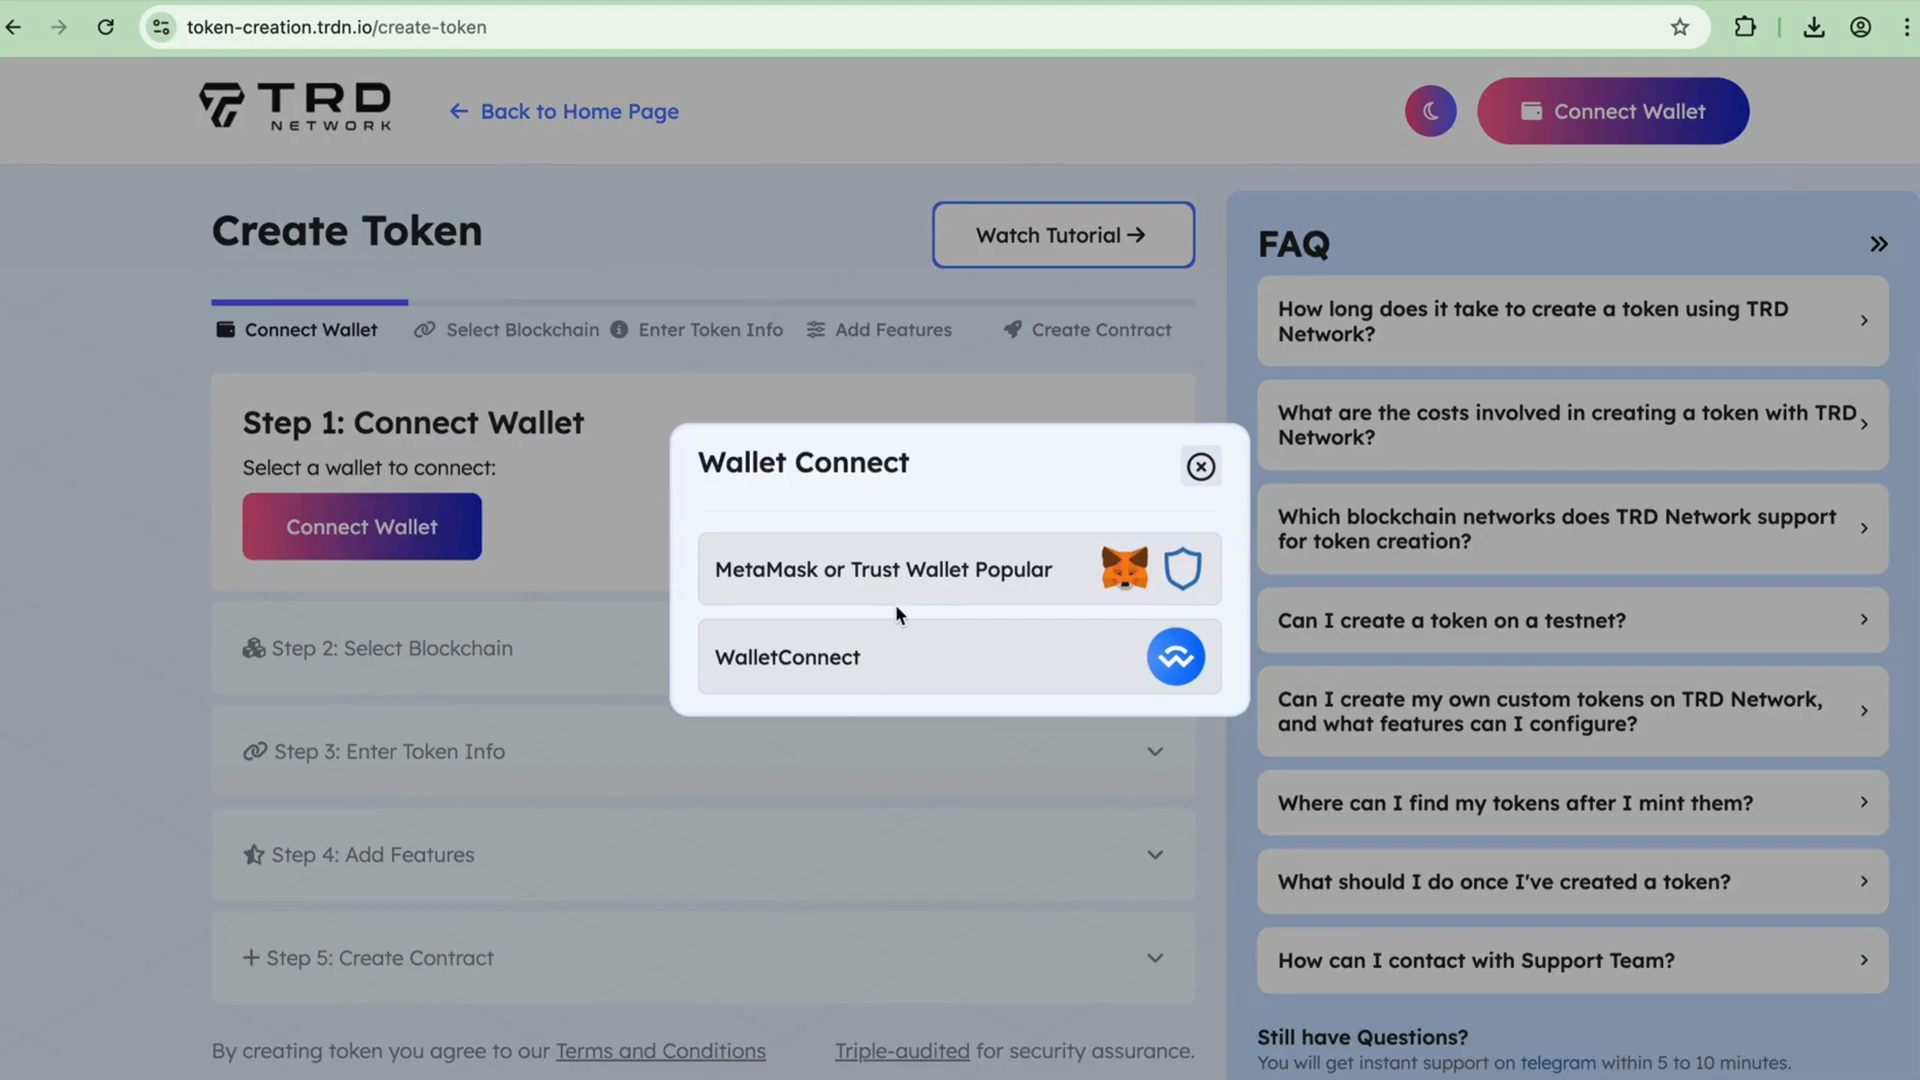 token-creation.trdn.io/create-token
TRD
NETWORK
Back to Home Page
Connect Wallet
Create Token
Watch Tutorial
Connect Wallet
Select Blockchain
Enter Token Info
Add Features
Create Contract
Step 1: Connect Wallet
Select a wallet to connect:
Connect Wallet
Step 2: Select Blockchain
Step 3: Enter Token Info
Step 4: Add Features
Step 5: Create Contract
By creating token you agree to our Terms and Conditions
Triple-audited for security assurance.
Wallet Connect
MetaMask or Trust Wallet Popular
WalletConnect
FAQ
How long does it take to create a token using TRD
Network?
What are the costs involved in creating a token with TRD
Network?
Which blockchain networks does TRD Network support
for token creation?
Can I create a token on a testnet?
Can I create my own custom tokens on TRD Network,
and what features can I configure?
Where can I find my tokens after I mint them?
What should I do once I've created a token?
How can I contact with Support Team?
Still have Questions?
You will get instant support on telegram within 5 to 10 minutes.